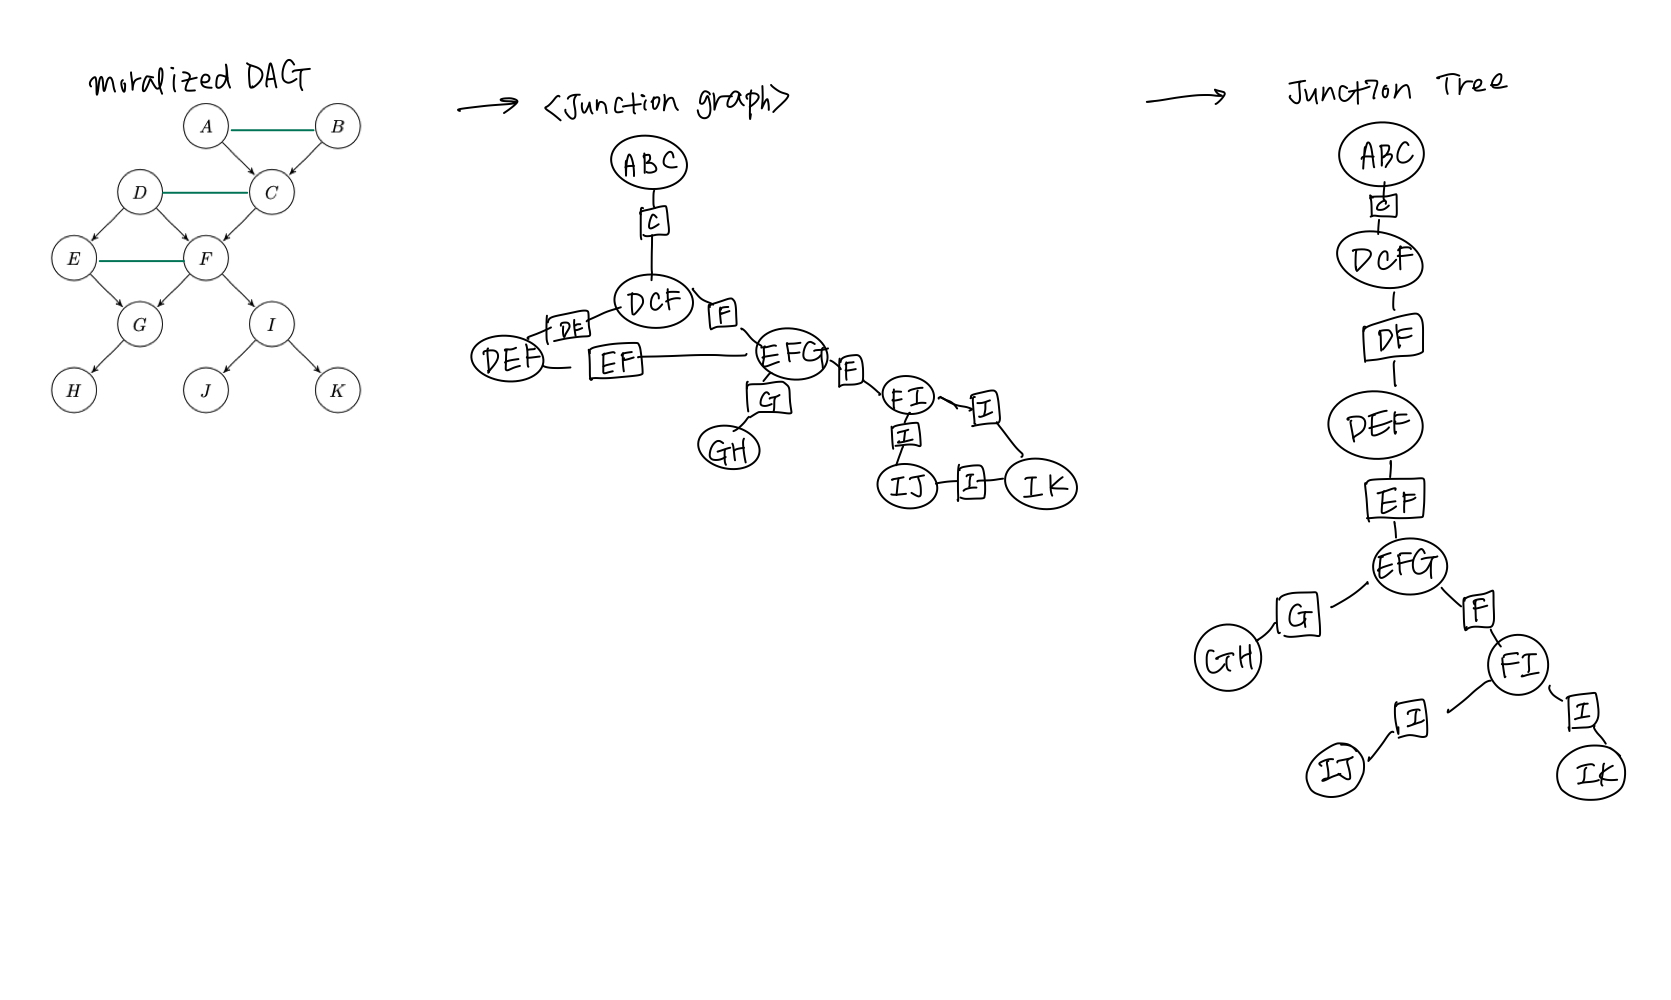 moralized DAG
A
B
D
C
E
F
G
I
H
J
K
<Junction graph>
ABC
C
DCF
DF
F
DEF
EF
EFG
F
G
FI
I
GH
I
IJ
I
IK
Junction Tree
ABC
C
DCF
DF
DEF
EF
EFG
G
F
GH
FI
I
I
IJ
IK